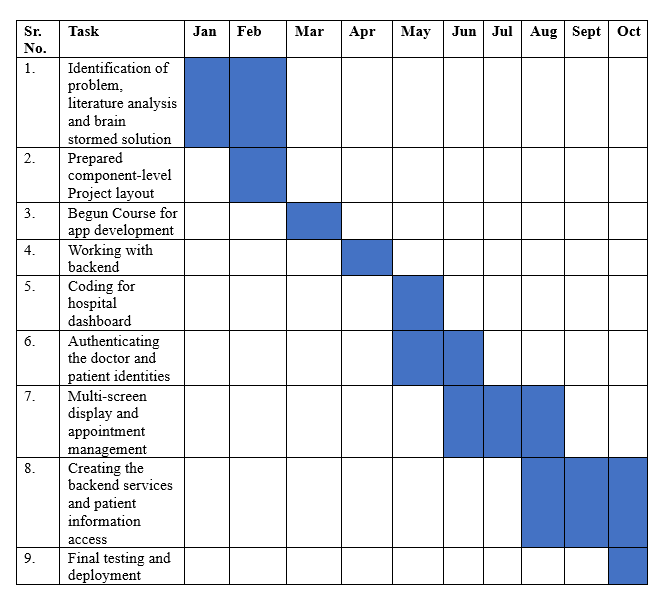 Sr. No. Task Jan Feb Mar Apr May Jun Jul Aug Sept Oct
1. Identification of
problem,
literature analysis
and brain
stormed solution
2. Prepared
component-level
Project layout
3. Begun Course for
app development
4. Working with
backend
5. Coding for
hospital
dashboard
6. Authenticating
the doctor and
patient identities
7. Multi-screen
display and
appointment
management
8. Creating the
backend services
and patient
information
access
9. Final testing and
deployment